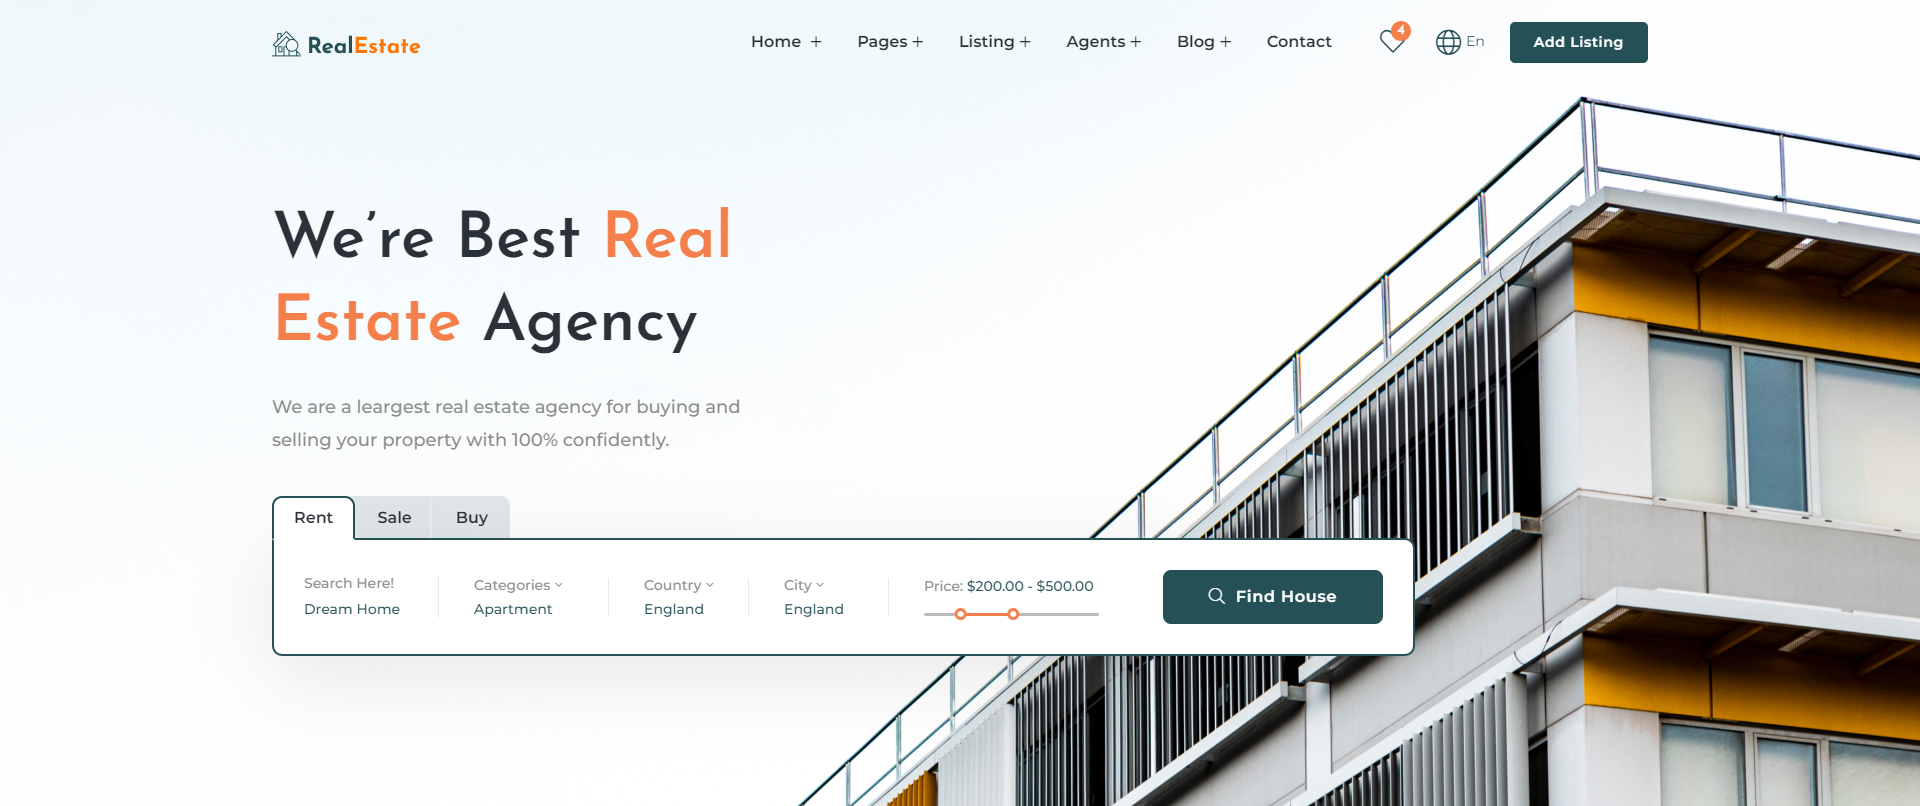 RealEstate
Home Pages Listing Agents Blog Contact 4 En Add Listing
We’re Best Real
Estate Agency
We are a leargest real estate agency for buying and
selling your property with 100% confidently.
Rent Sale Buy
Search Here! Categories Country City Price: $200.00 - $500.00
Dream Home Apartment England England
Find House